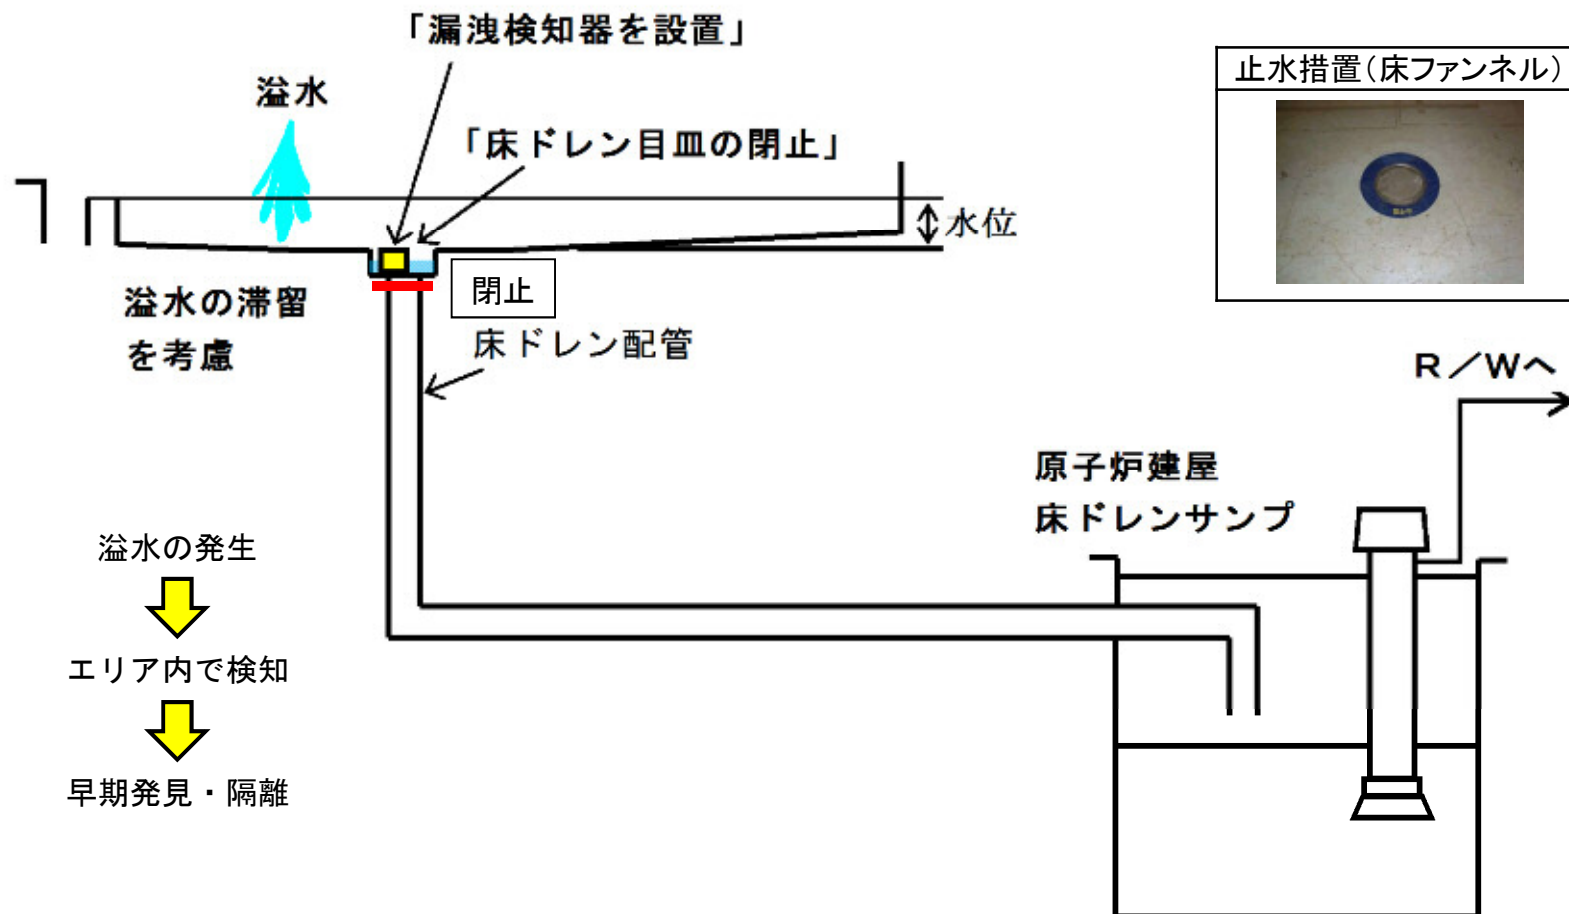 「漏洩検知器を設置」
溢水
「床ドレン目皿の閉止」
止水措置(床ファンネル)
水位
閉止
溢水の滞留
を考慮
床ドレン配管
R/Wへ
原子炉建屋
床ドレンサンプ
溢水の発生
エリア内で検知
早期発見・隔離